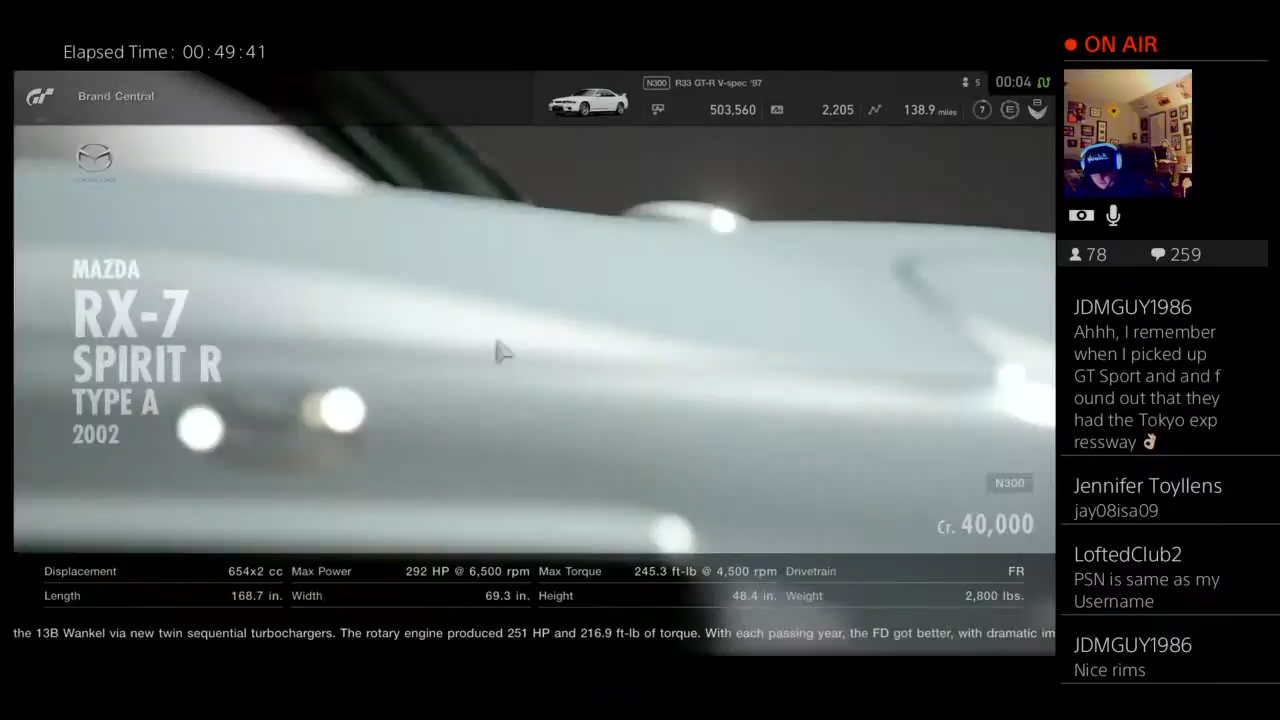 Elapsed Time: 00:49:41
ON AIR
GT
Brand Central
N300 R33 GT-R V-spec '97
5
00:04
503,560
2,205
138.9 miles
7
E
B
MAZDA
RX-7
SPIRIT R
TYPE A
2002
N300
Cr. 40,000
Displacement 654x2 cc Max Power 292 HP @ 6,500 rpm Max Torque 245.3 ft-lb @ 4,500 rpm Drivetrain FR
Length 168.7 in. Width 69.3 in. Height 48.4 in. Weight 2,800 lbs.
the 13B Wankel via new twin sequential turbochargers. The rotary engine produced 251 HP and 216.9 ft-lb of torque. With each passing year, the FD got better, with dramatic im
78 259
JDMGUY1986
Ahhh, I remember
when I picked up
GT Sport and and f
ound out that they
had the Tokyo exp
ressway 👌🏼
Jennifer Toyllens
jay08isa09
LoftedClub2
PSN is same as my
Username
JDMGUY1986
Nice rims